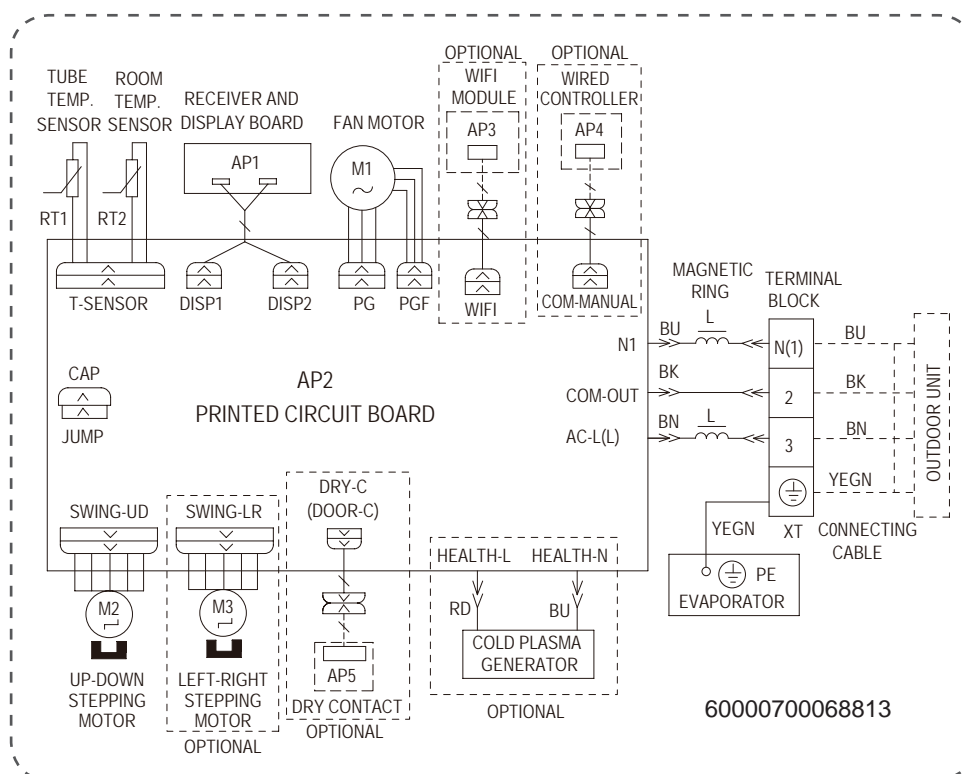 OPTIONAL
WIFI
MODULE
AP3
OPTIONAL
WIRED
CONTROLLER
AP4
TUBE
TEMP.
SENSOR
ROOM
TEMP.
SENSOR
RECEIVER AND
DISPLAY BOARD
AP1
FAN MOTOR
M1
RT1
RT2
T-SENSOR
DISP1
DISP2
PG
PGF
WIFI
COM-MANUAL
MAGNETIC
RING
TERMINAL
BLOCK
N1
BU
L
N(1)
BU
COM-OUT
BK
2
BK
AC-L(L)
BN
L
3
BN
YEGN
OUTDOOR UNIT
CAP
JUMP
AP2
PRINTED CIRCUIT BOARD
YEGN
XT
C0NNECTING
CABLE
PE
EVAPORATOR
SWING-UD
M2
UP-DOWN
STEPPING
MOTOR
SWING-LR
M3
LEFT-RIGHT
STEPPING
MOTOR
OPTIONAL
DRY-C
(DOOR-C)
AP5
DRY CONTACT
OPTIONAL
HEALTH-L
HEALTH-N
RD
BU
COLD PLASMA
GENERATOR
OPTIONAL
60000700068813